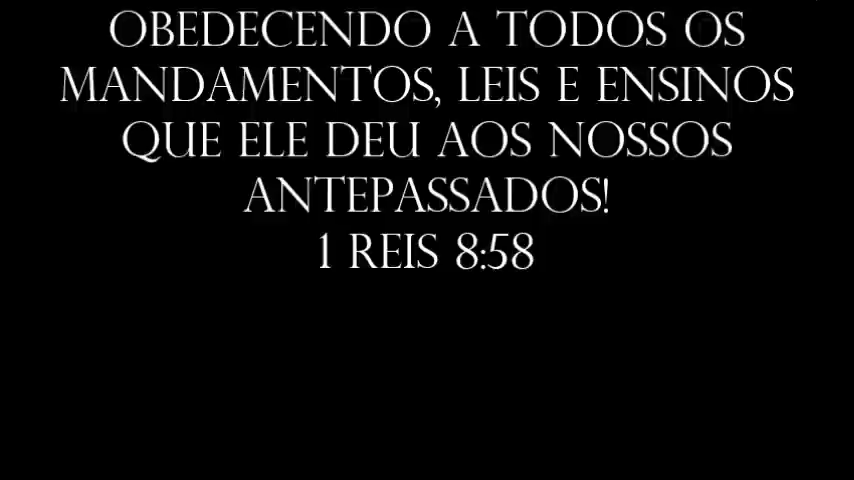 OBEDECENDO A TODOS OS
MANDAMENTOS, LEIS E ENSINOS
QUE ELE DEU AOS NOSSOS
ANTEPASSADOS!
1 REIS 8:58